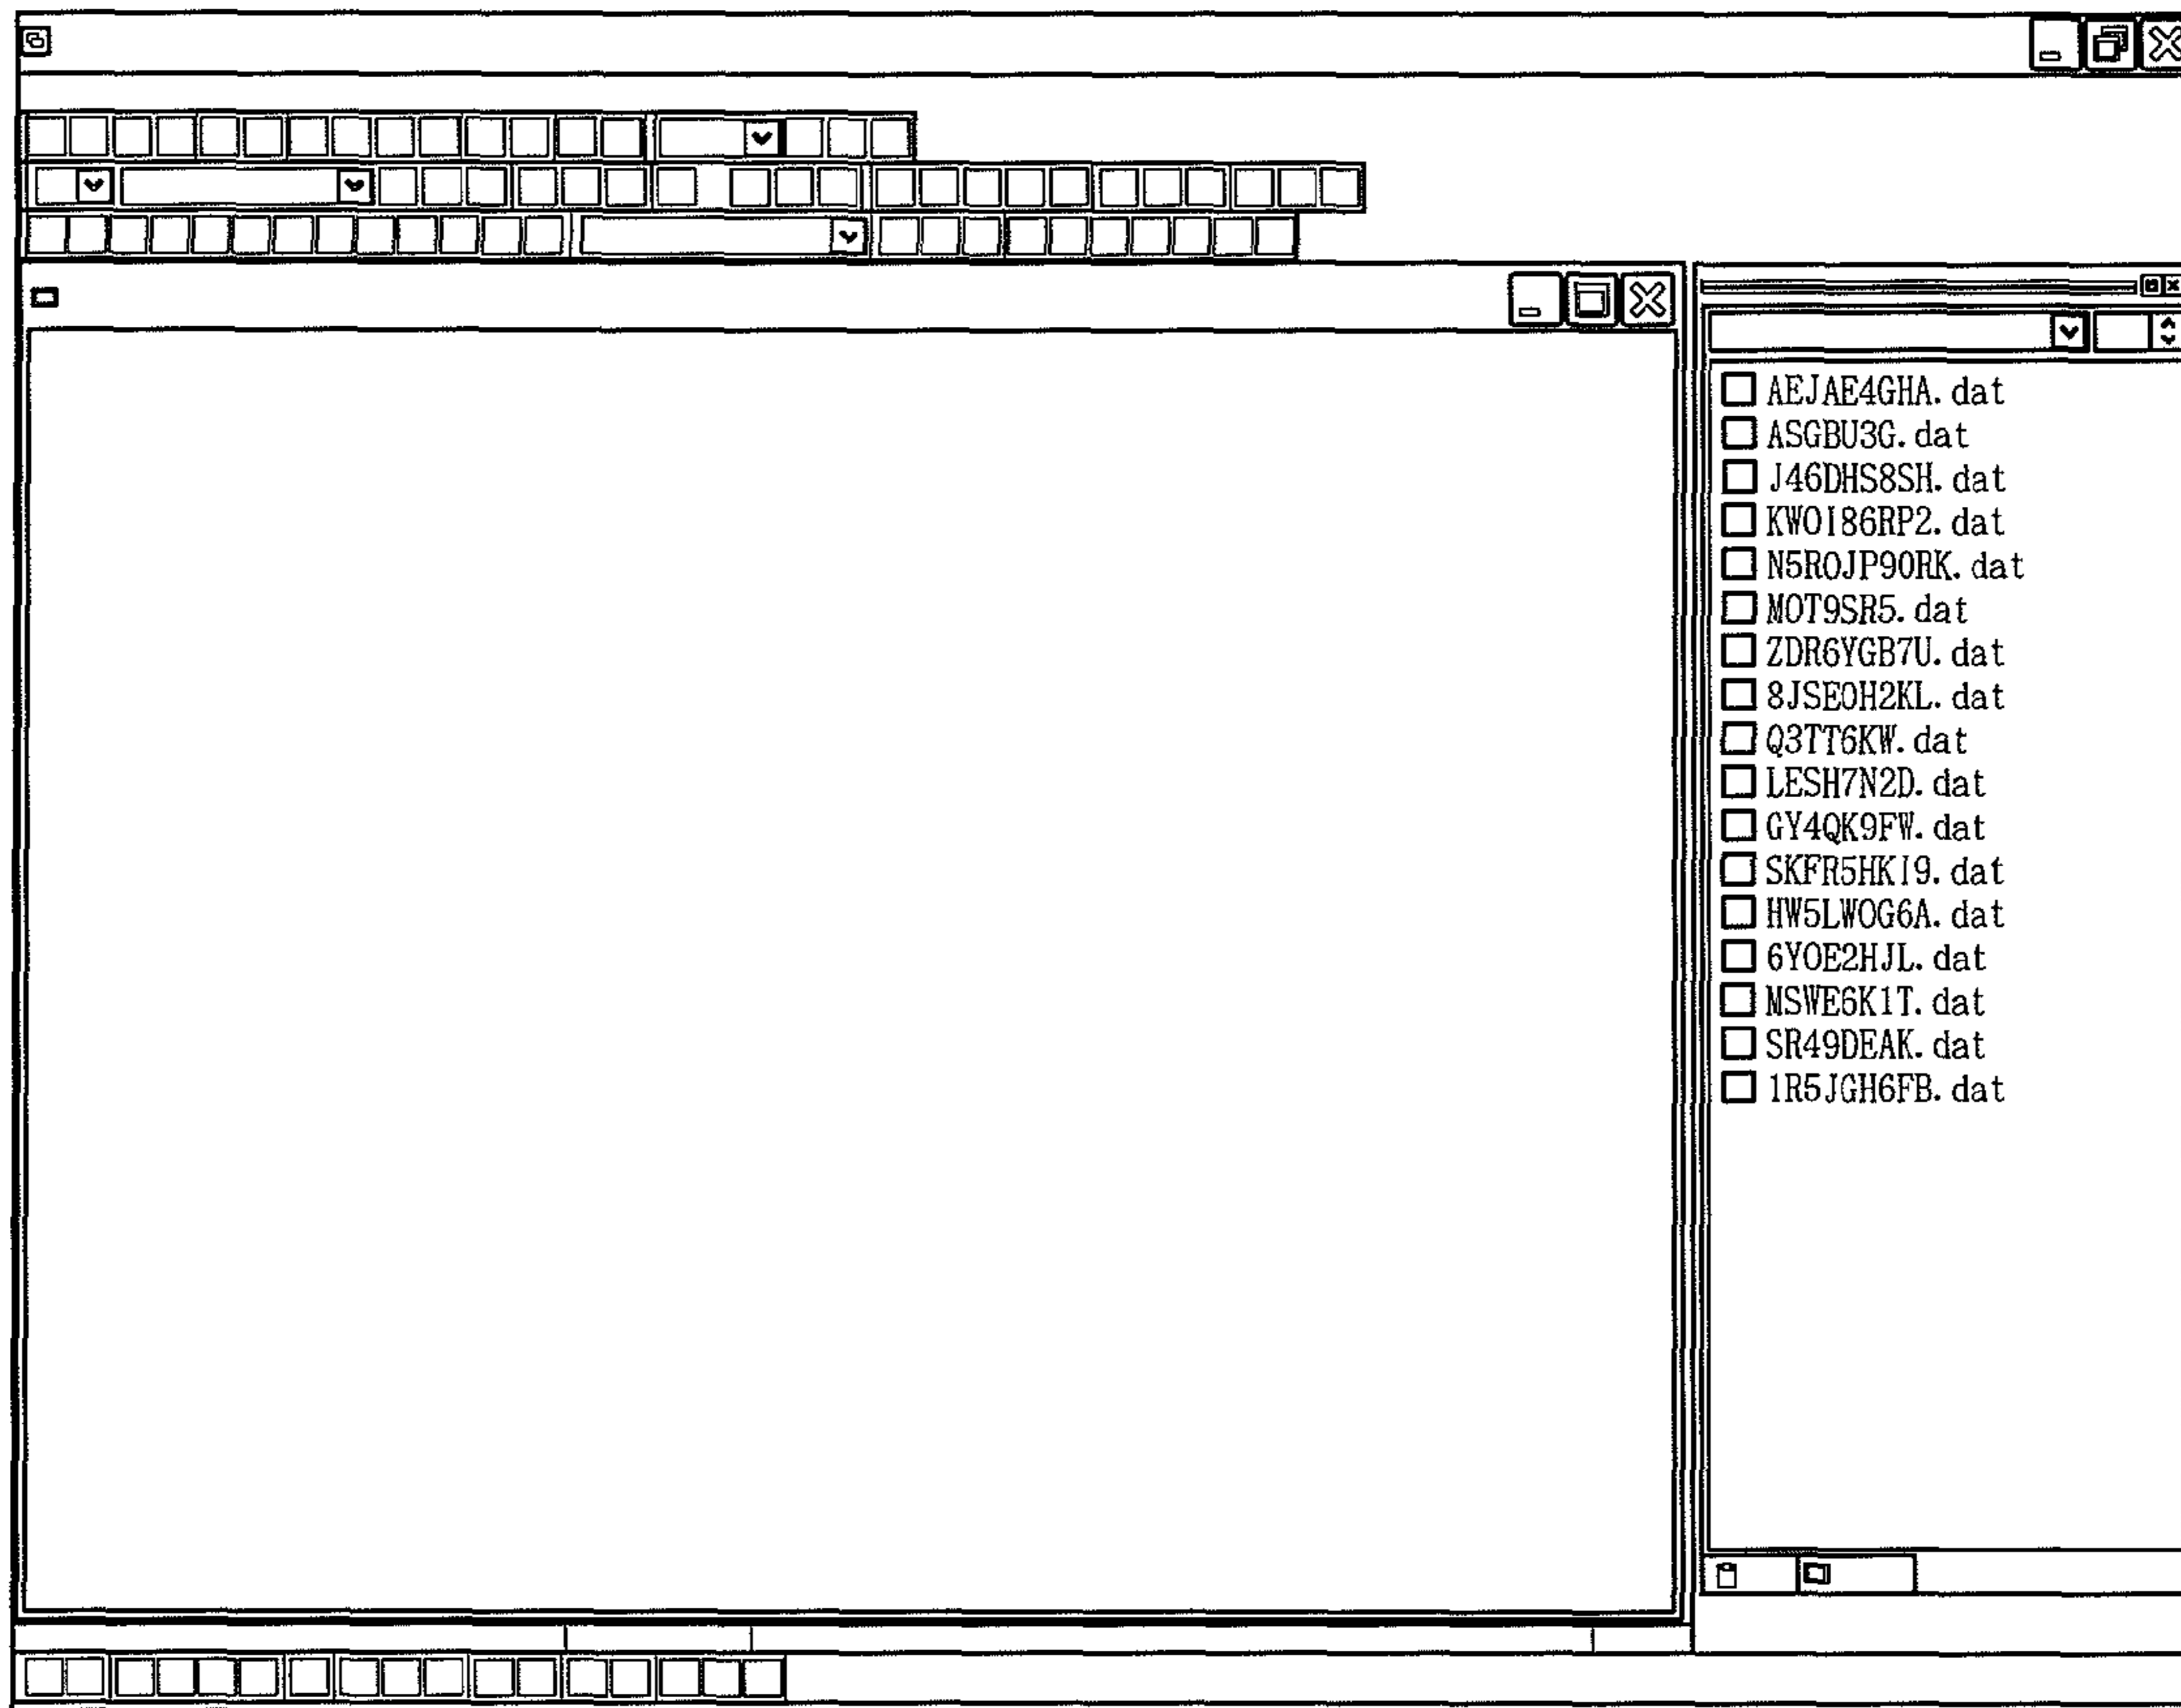 AEJAE4GHA.dat
ASGBU3G.dat
J46DHS8SH.dat
KWOI86RP2.dat
N5ROJP90RK.dat
MOT9SR5.dat
ZDR6YGB7U.dat
8JSEOH2KL.dat
Q3TT6KW.dat
LESH7N2D.dat
GY4QK9FW.dat
SKFR5HKI9.dat
HW5LWOG6A.dat
6YOE2HJL.dat
MSWE6K1T.dat
SR49DEAK.dat
1R5JGH6FB.dat